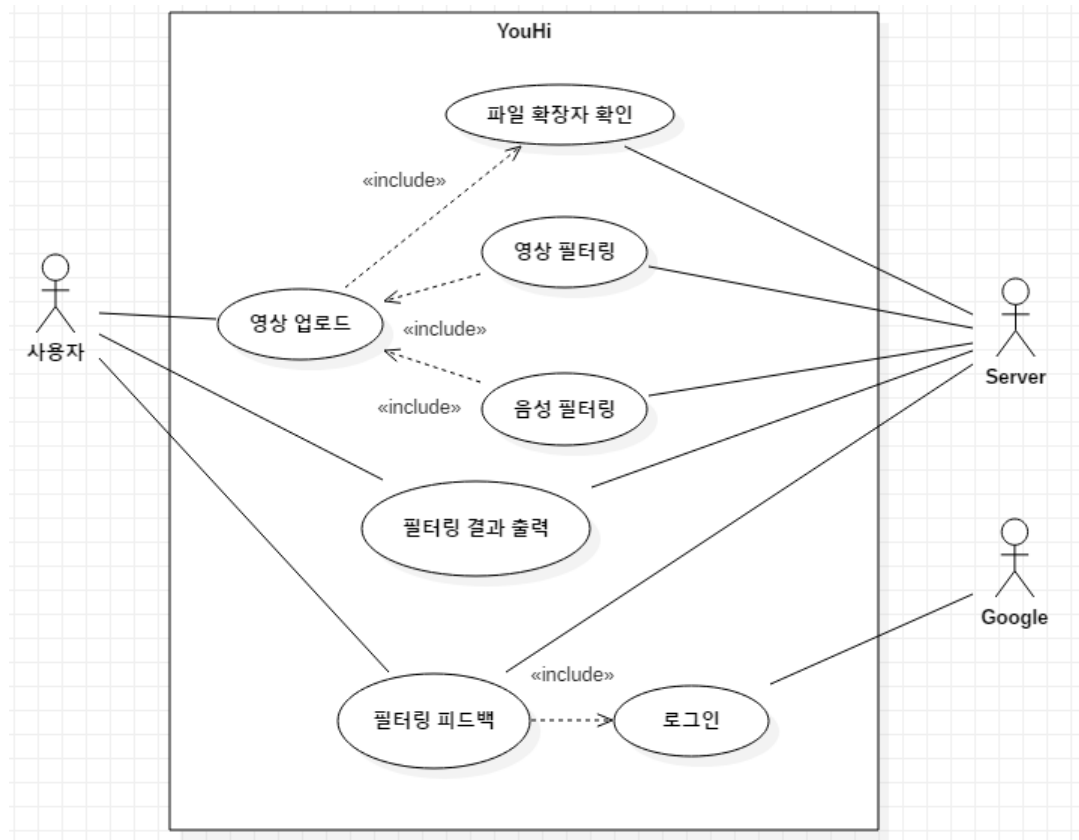 YouHi
파일 확장자 확인
«include»
영상 필터링
영상 업로드
«include»
사용자
Server
«include»
음성 필터링
필터링 결과 출력
Google
«include»
필터링 피드백
로그인